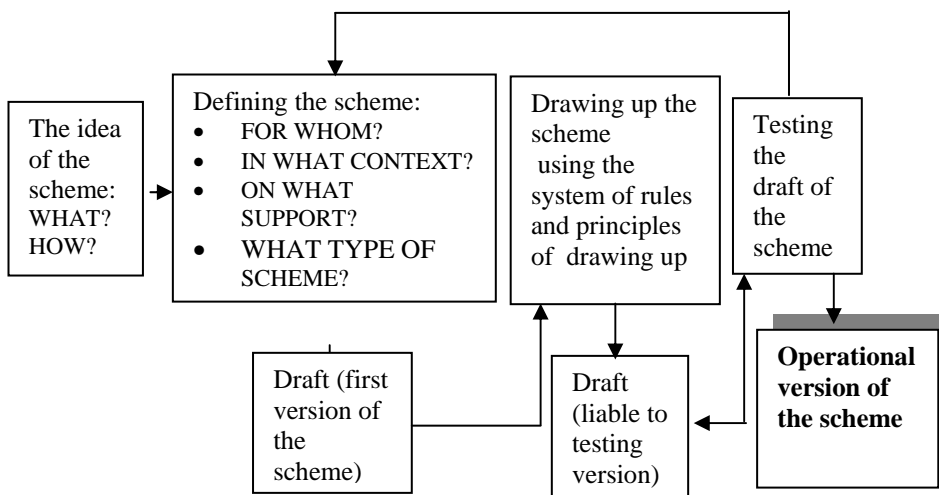 The idea
of the
scheme:
WHAT?
HOW?
Defining the scheme:
• FOR WHOM?
• IN WHAT CONTEXT?
• ON WHAT
SUPPORT?
• WHAT TYPE OF
SCHEME?
Drawing up the
scheme
using the
system of rules
and principles
of drawing up
Testing
the
draft of
the
scheme
Draft (first
version of
the
scheme)
Draft
(liable to
testing
version)
Operational
version of
the scheme